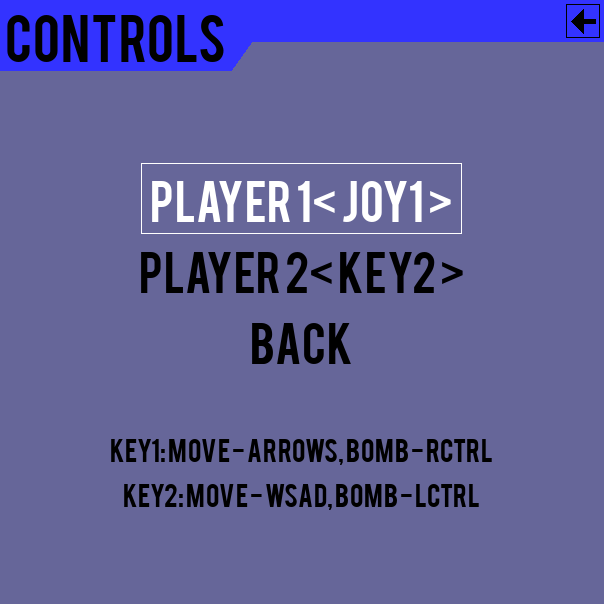 CONTROLS
PLAYER 1< JOY1 >
PLAYER 2< KEY2 >
BACK
KEY1: MOVE - ARROWS, BOMB - RCTRL
KEY2: MOVE - WSAD, BOMB - LCTRL